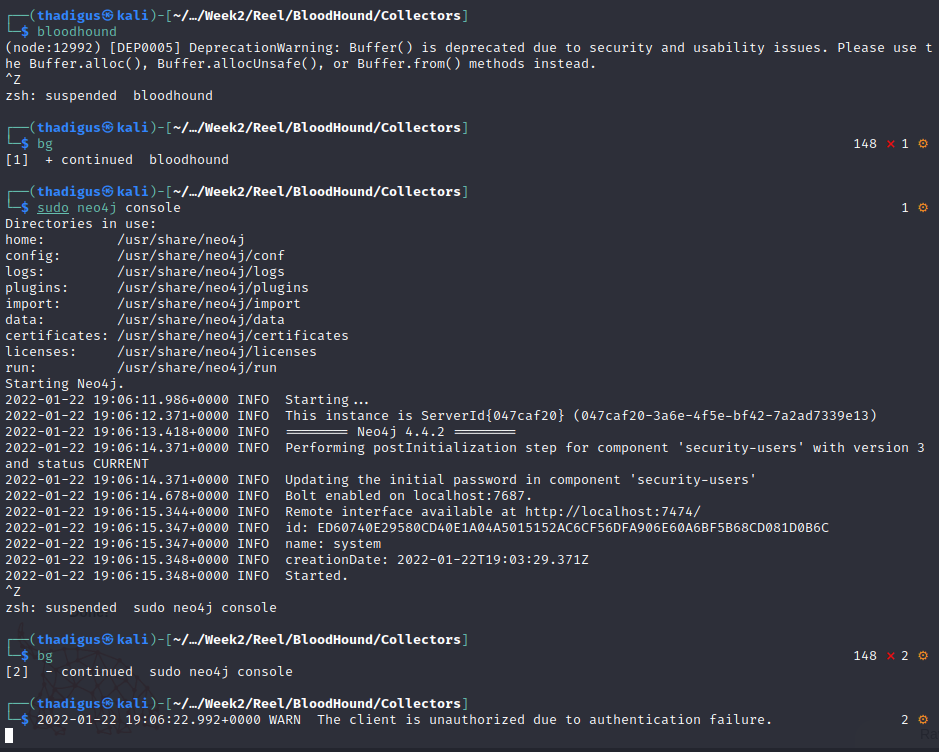 ┌──(thadigus㉿kali)-[~/…/Week2/Reel/BloodHound/Collectors]
└─$ bloodhound
(node:12992) [DEP0005] DeprecationWarning: Buffer() is deprecated due to security and usability issues. Please use t
he Buffer.alloc(), Buffer.allocUnsafe(), or Buffer.from() methods instead.
^Z
zsh: suspended  bloodhound
┌──(thadigus㉿kali)-[~/…/Week2/Reel/BloodHound/Collectors]
└─$ bg 148 ⨯ 1 ⚙
[1]  + continued  bloodhound
┌──(thadigus㉿kali)-[~/…/Week2/Reel/BloodHound/Collectors]
└─$ sudo neo4j console 1 ⚙
Directories in use:
home:         /usr/share/neo4j
config:       /usr/share/neo4j/conf
logs:         /usr/share/neo4j/logs
plugins:      /usr/share/neo4j/plugins
import:       /usr/share/neo4j/import
data:         /usr/share/neo4j/data
certificates: /usr/share/neo4j/certificates
licenses:     /usr/share/neo4j/licenses
run:          /usr/share/neo4j/run
Starting Neo4j.
2022-01-22 19:06:11.986+0000 INFO  Starting...
2022-01-22 19:06:12.371+0000 INFO  This instance is ServerId{047caf20} (047caf20-3a6e-4f5e-bf42-7a2ad7339e13)
2022-01-22 19:06:13.418+0000 INFO  ======== Neo4j 4.4.2 ========
2022-01-22 19:06:14.371+0000 INFO  Performing postInitialization step for component 'security-users' with version 3
and status CURRENT
2022-01-22 19:06:14.371+0000 INFO  Updating the initial password in component 'security-users'
2022-01-22 19:06:14.678+0000 INFO  Bolt enabled on localhost:7687.
2022-01-22 19:06:15.344+0000 INFO  Remote interface available at http://localhost:7474/
2022-01-22 19:06:15.347+0000 INFO  id: ED60740E29580CD40E1A04A5015152AC6CF56DFA906E60A6BF5B68CD081D0B6C
2022-01-22 19:06:15.347+0000 INFO  name: system
2022-01-22 19:06:15.348+0000 INFO  creationDate: 2022-01-22T19:03:29.371Z
2022-01-22 19:06:15.348+0000 INFO  Started.
^Z
zsh: suspended  sudo neo4j console
┌──(thadigus㉿kali)-[~/…/Week2/Reel/BloodHound/Collectors]
└─$ bg 148 ⨯ 2 ⚙
[2]  - continued  sudo neo4j console
┌──(thadigus㉿kali)-[~/…/Week2/Reel/BloodHound/Collectors]
└─$ 2022-01-22 19:06:22.992+0000 WARN  The client is unauthorized due to authentication failure. 2 ⚙